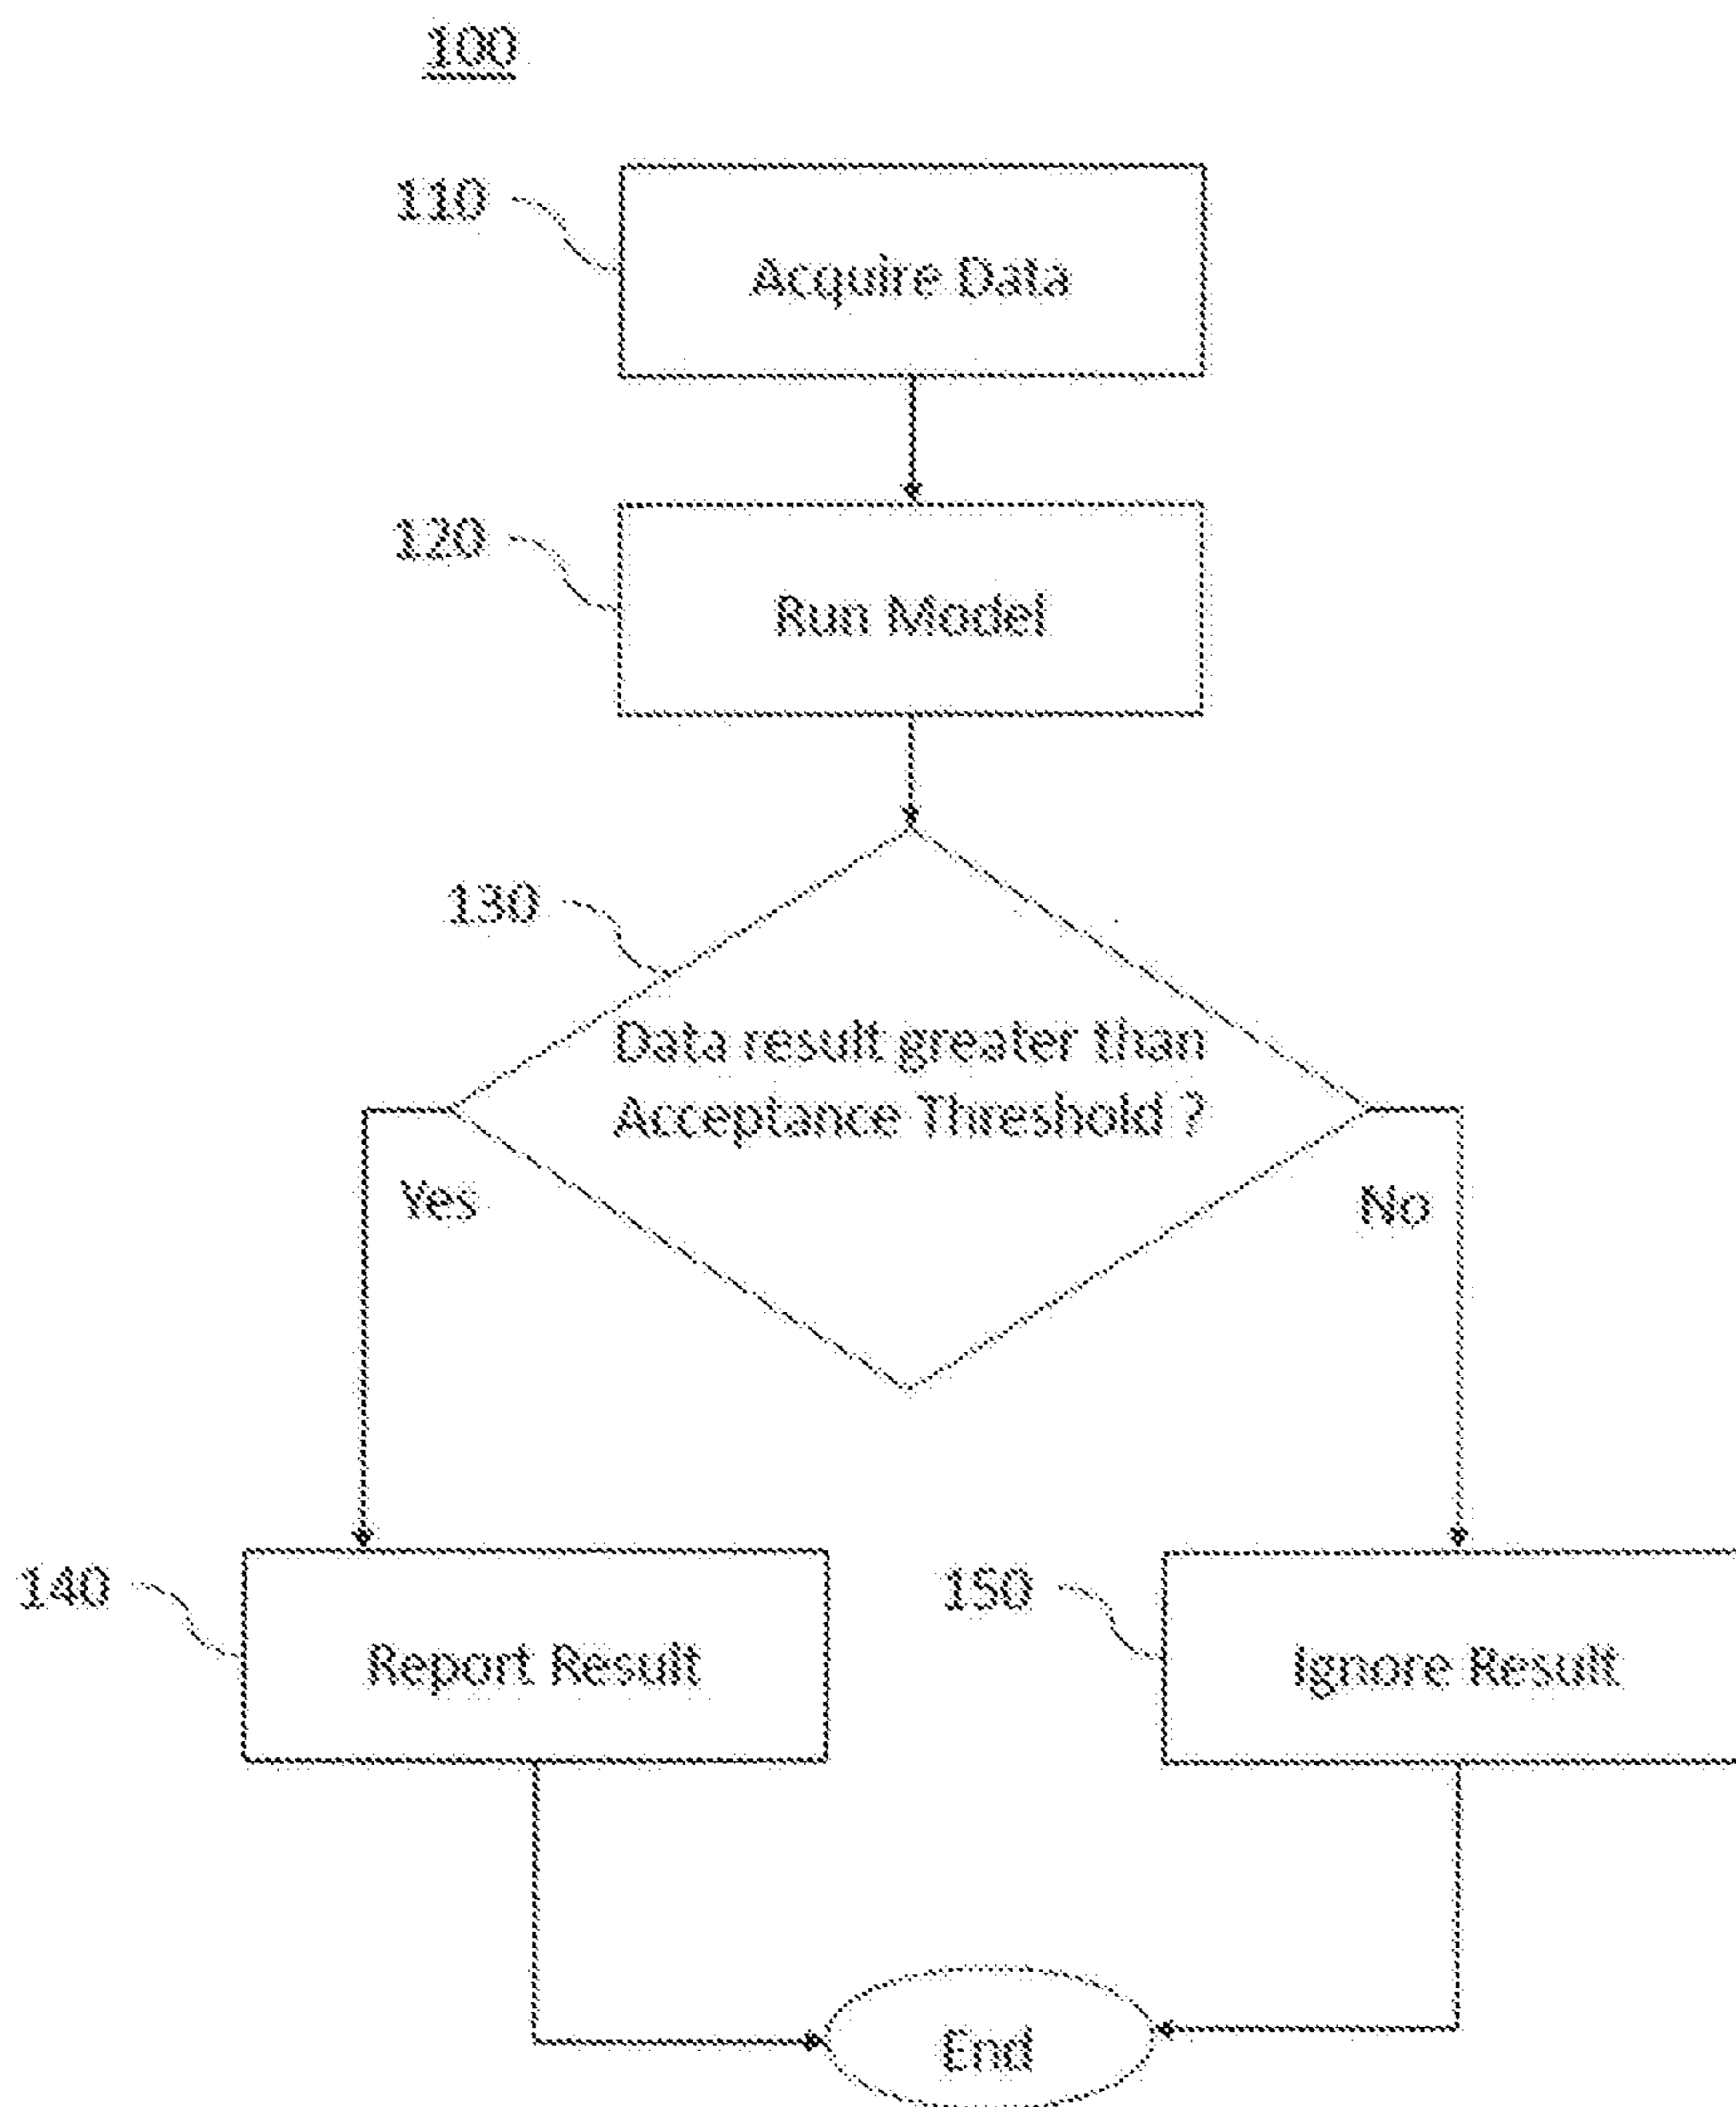 100
110
Acquire Data
120
Run Model
130
Data result greater than
Acceptance Threshold ?
Yes
No
140
Report Result
150
Ignore Result
End